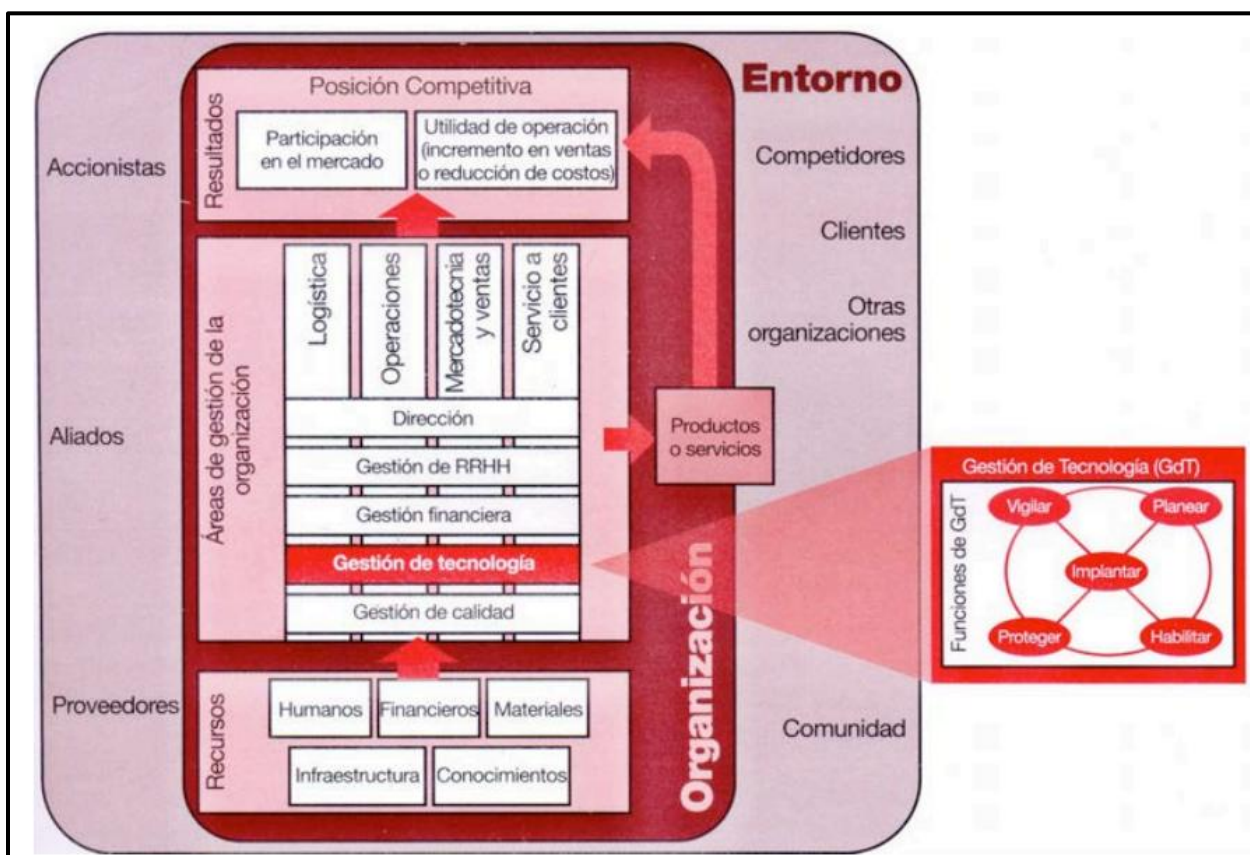 Entorno
Posición Competitiva
Resultados
Participación
en el mercado
Utilidad de operación
(incremento en ventas
o reducción de costos)
Accionistas
Competidores
Clientes
Otras
organizaciones
Áreas de gestión de la
organización
Logística
Operaciones
Mercadotecnia
y ventas
Servicio a
clientes
Dirección
Gestión de RRHH
Gestión financiera
Gestión de tecnología
Gestión de calidad
Productos
o servicios
Aliados
Organización
Gestión de Tecnología (GdT)
Funciones de GdT
Vigilar
Planear
Implantar
Proteger
Habilitar
Proveedores
Recursos
Humanos
Financieros
Materiales
Infraestructura
Conocimientos
Comunidad